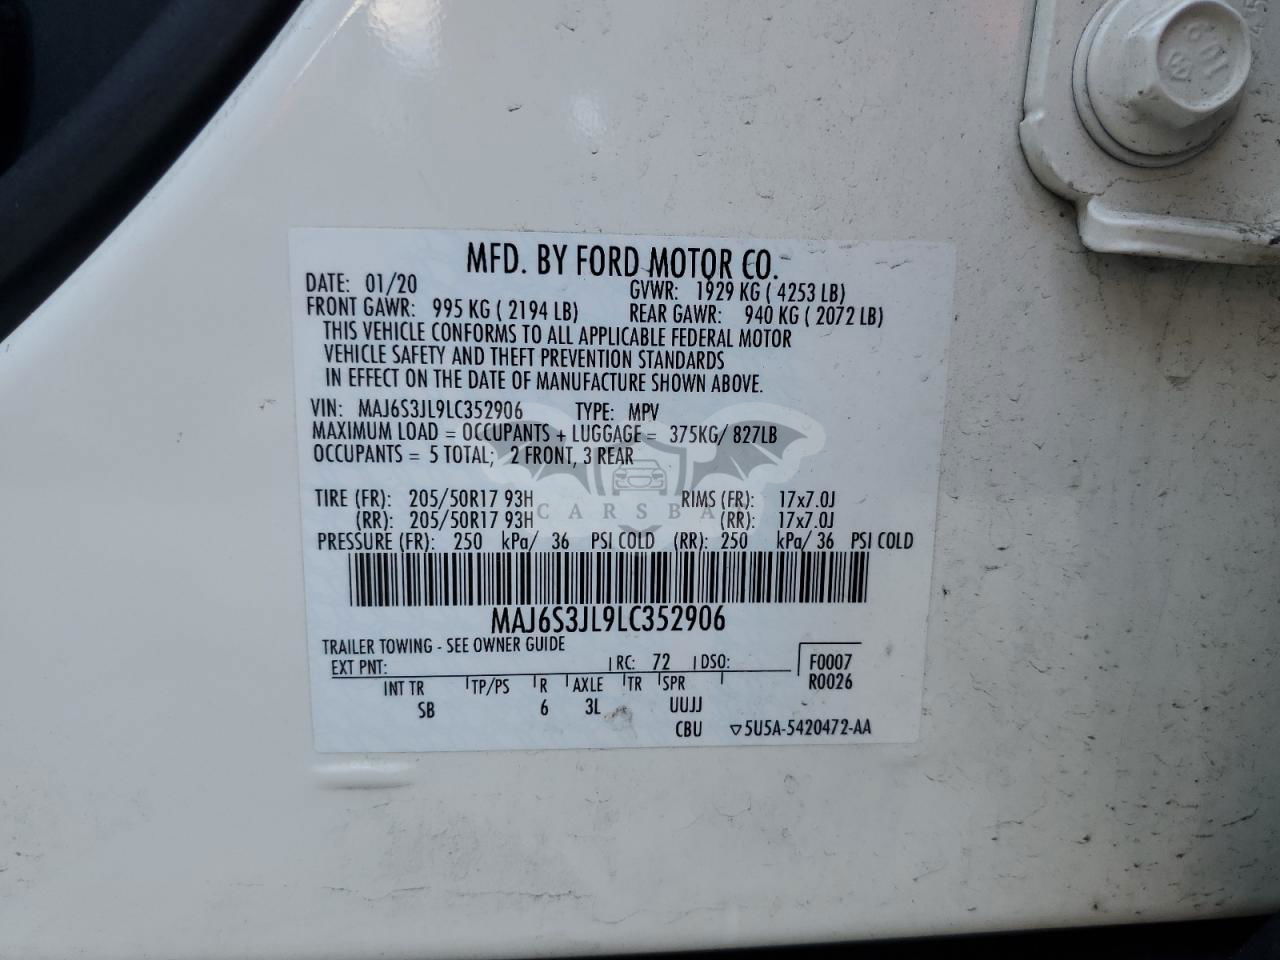 MFD. BY FORD MOTOR CO.
DATE: 01/20 GVWR: 1929 KG ( 4253 LB)
FRONT GAWR: 995 KG ( 2194 LB) REAR GAWR: 940 KG ( 2072 LB)
THIS VEHICLE CONFORMS TO ALL APPLICABLE FEDERAL MOTOR
VEHICLE SAFETY AND THEFT PREVENTION STANDARDS
IN EFFECT ON THE DATE OF MANUFACTURE SHOWN ABOVE.
VIN: MAJ6S3JL9LC352906 TYPE: MPV
MAXIMUM LOAD = OCCUPANTS + LUGGAGE = 375KG/ 827LB
OCCUPANTS = 5 TOTAL; 2 FRONT, 3 REAR
TIRE (FR): 205/50R17 93H RIMS (FR): 17x7.0J
(RR): 205/50R17 93H (RR): 17x7.0J
CARSBA
PRESSURE (FR): 250 kPa/ 36 PSI COLD (RR): 250 kPa/ 36 PSI COLD
MAJ6S3JL9LC352906
TRAILER TOWING - SEE OWNER GUIDE
EXT PNT: RC: 72 DSO: F0007
R0026
INT TR TP/PS R AXLE TR SPR
SB 6 3L UUJJ
CBU ▽5U5A-5420472-AA